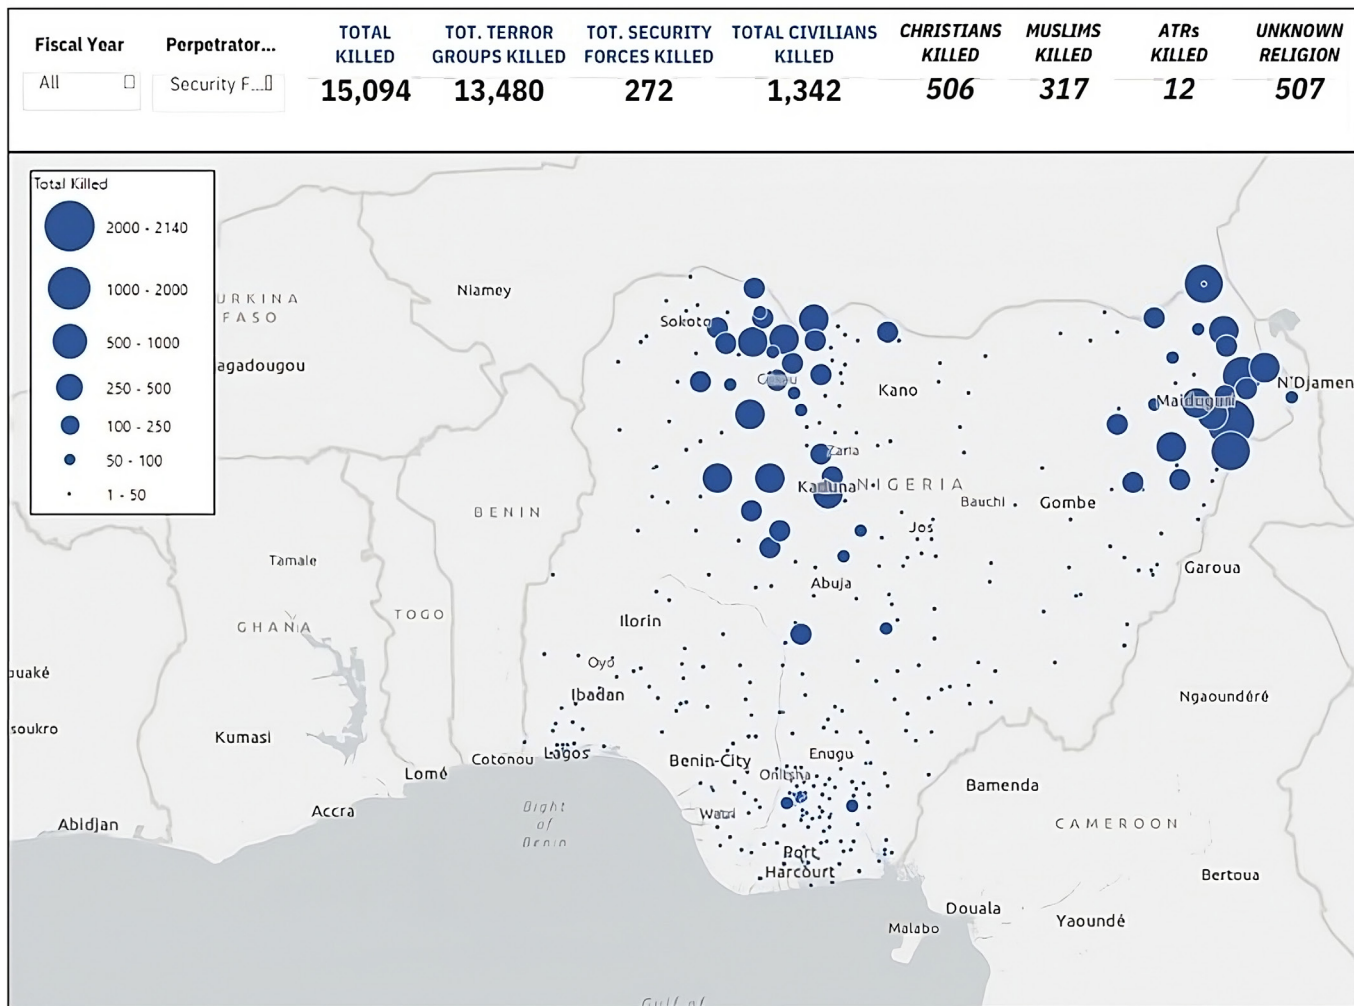 Fiscal Year
All
Perpetrator...
Security F...
TOTAL
KILLED
15,094
TOT. TERROR
GROUPS KILLED
13,480
TOT. SECURITY
FORCES KILLED
272
TOTAL CIVILIANS
KILLED
1,342
CHRISTIANS
KILLED
506
MUSLIMS
KILLED
317
ATRs
KILLED
12
UNKNOWN
RELIGION
507
Total Killed
2000 - 2140
1000 - 2000
500 - 1000
250 - 500
100 - 250
50 - 100
1 - 50
URKINA
FASO
agadougou
Niamey
Sokoto
Kano
Maiduguri
N'Djamen
Zaria
Kaduna
NIGERIA
Bauchi
Gombe
Jos
BENIN
Tamale
Abuja
Garoua
GHANA
TOGO
Ilorin
Oyo
Ibadan
ouaké
Ngaoundéré
soukro
Kumasi
Cotonou
Lagos
Benin-City
Enugu
Lomé
Onitsha
Bamenda
Accra
Bight
of
Abidjan
CAMEROON
Port
Harcourt
Bertoua
Douala
Yaoundé
Malabo
Gulf of